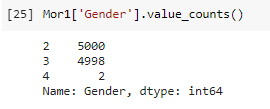 [25] Mor1['Gender'].value_counts()
2 5000
3 4998
4 2
Name: Gender, dtype: int64